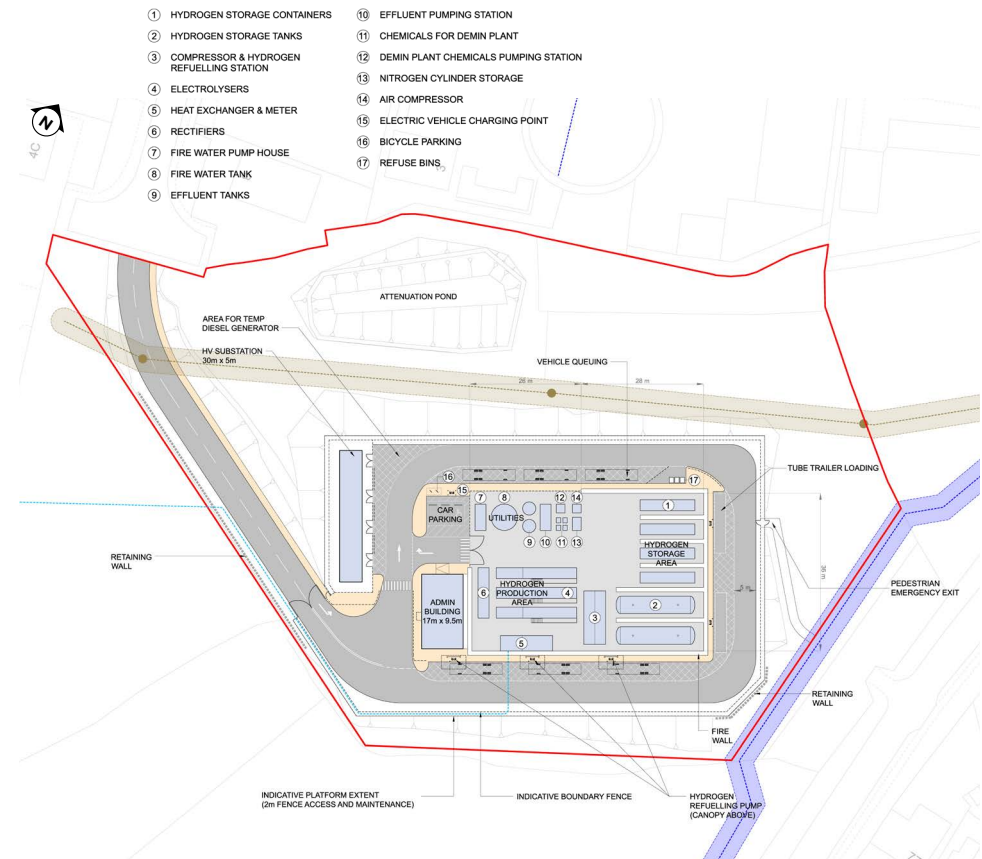 1 HYDROGEN STORAGE CONTAINERS
2 HYDROGEN STORAGE TANKS
3 COMPRESSOR & HYDROGEN
REFUELLING STATION
4 ELECTROLYSERS
5 HEAT EXCHANGER & METER
6 RECTIFIERS
7 FIRE WATER PUMP HOUSE
8 FIRE WATER TANK
9 EFFLUENT TANKS
10 EFFLUENT PUMPING STATION
11 CHEMICALS FOR DEMIN PLANT
12 DEMIN PLANT CHEMICALS PUMPING STATION
13 NITROGEN CYLINDER STORAGE
14 AIR COMPRESSOR
15 ELECTRIC VEHICLE CHARGING POINT
16 BICYCLE PARKING
17 REFUSE BINS
N
4C
ATTENUATION POND
AREA FOR TEMP
DIESEL GENERATOR
HV SUBSTATION
30m x 5m
VEHICLE QUEUING
26 m
28 m
TUBE TRAILER LOADING
16
15
17
CAR
PARKING
7
8
UTILITIES
12
14
9
10
11
13
1
HYDROGEN
STORAGE
AREA
36 m
5 m
RETAINING
WALL
PEDESTRIAN
EMERGENCY EXIT
ADMIN
BUILDING
17m x 9.5m
6
HYDROGEN
PRODUCTION
AREA
4
3
2
5
RETAINING
WALL
FIRE
WALL
INDICATIVE PLATFORM EXTENT
(2m FENCE ACCESS AND MAINTENANCE)
INDICATIVE BOUNDARY FENCE
HYDROGEN
REFUELLING PUMP
(CANOPY ABOVE)